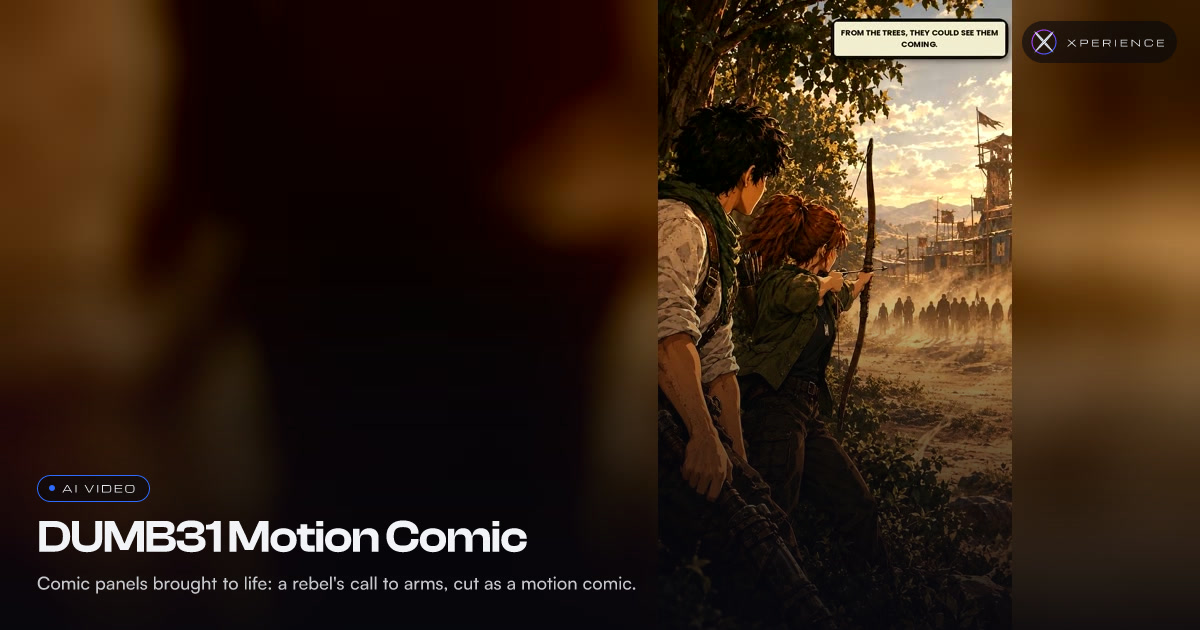 FROM THE TREES, THEY COULD SEE THEM
COMING.
XPERIENCE
AI VIDEO
DUMB31 Motion Comic
Comic panels brought to life: a rebel's call to arms, cut as a motion comic.